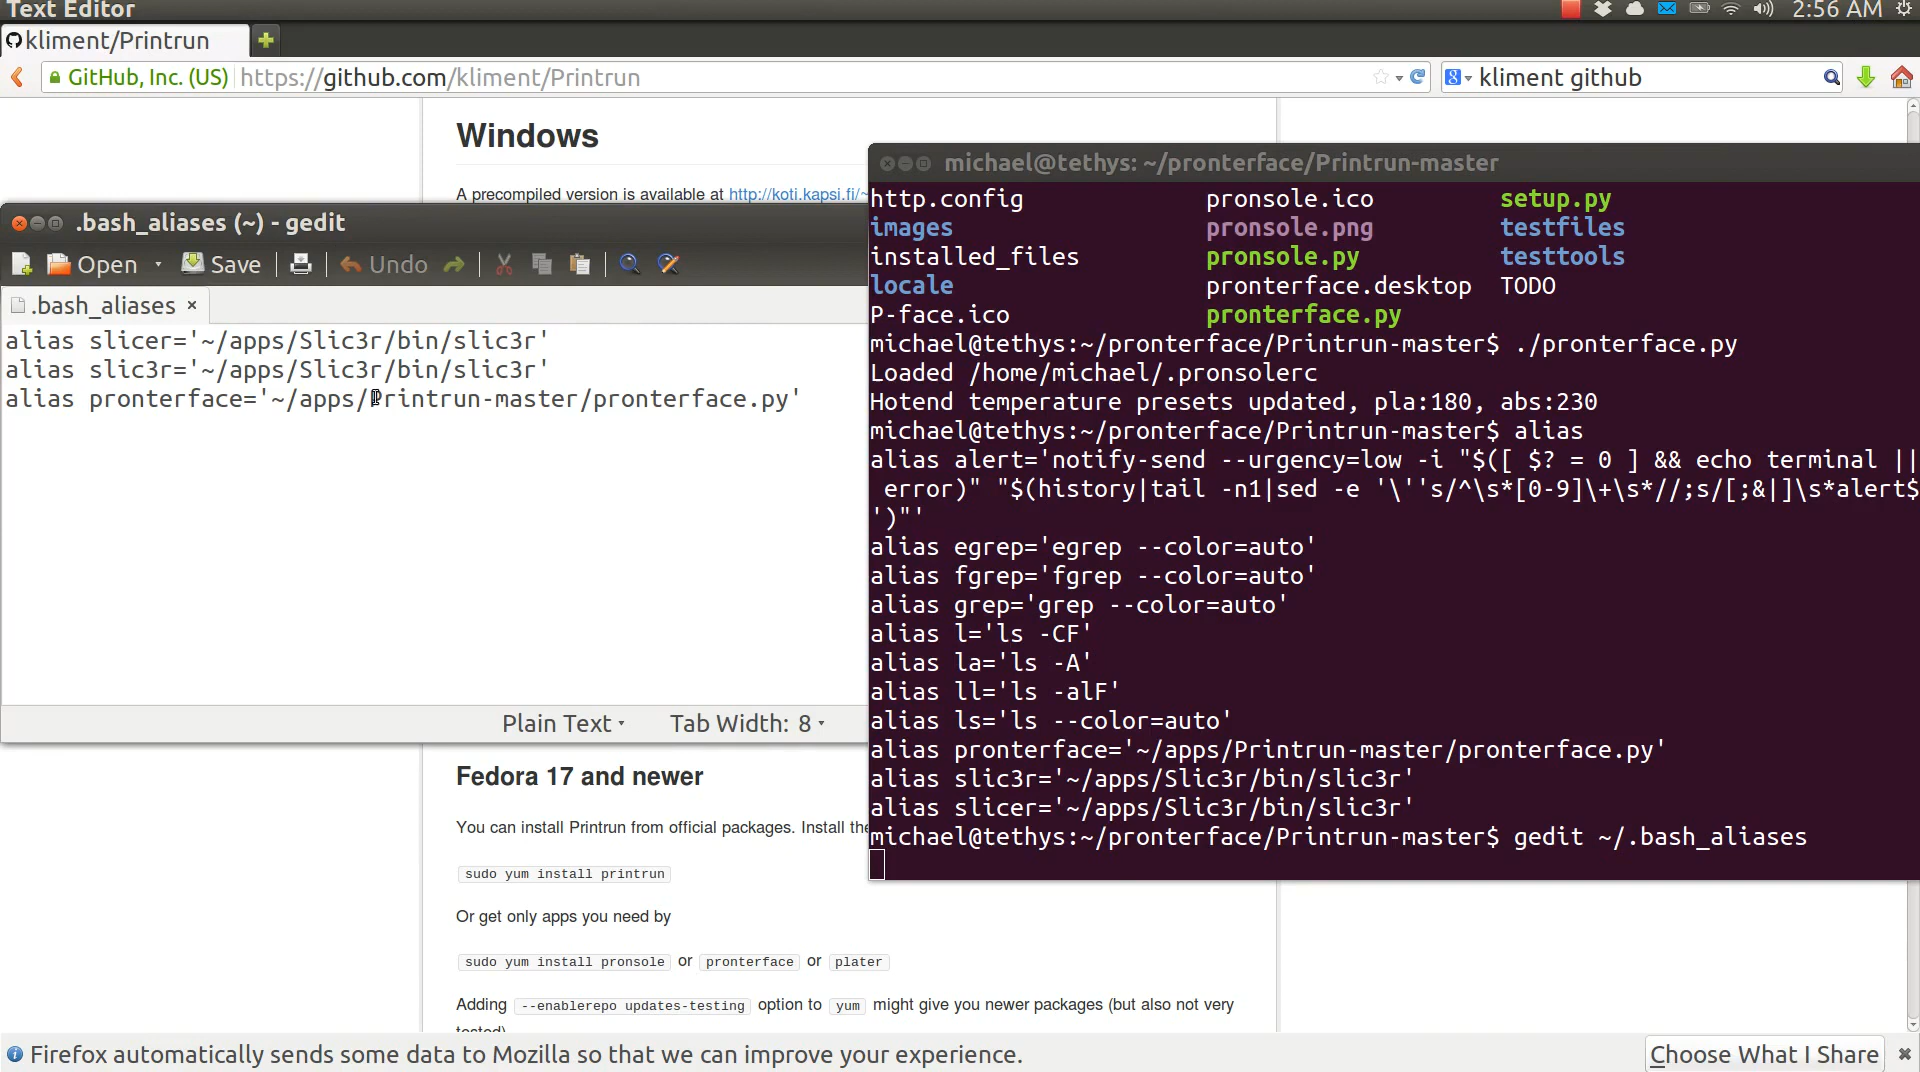 Text Editor
2:56 AM
kliment/Printrun
GitHub, Inc. (US)
https://github.com/kliment/Printrun
kliment github
Windows
A precompiled version is available at http://koti.kapsi.fi/~
.bash_aliases (~) - gedit
Open
Save
Undo
.bash_aliases ×
alias slicer='~/apps/Slic3r/bin/slic3r'
alias slic3r='~/apps/Slic3r/bin/slic3r'
alias pronterface='~/apps/Printrun-master/pronterface.py'
Plain Text
Tab Width: 8
michael@tethys: ~/pronterface/Printrun-master
http.config pronsole.ico setup.py
images pronsole.png testfiles
installed_files pronsole.py testtools
locale pronterface.desktop TODO
P-face.ico pronterface.py
michael@tethys:~/pronterface/Printrun-master$ ./pronterface.py
Loaded /home/michael/.pronsolerc
Hotend temperature presets updated, pla:180, abs:230
michael@tethys:~/pronterface/Printrun-master$ alias
alias alert='notify-send --urgency=low -i "$([ $? = 0 ] && echo terminal ||
error)" "$(history|tail -n1|sed -e '\''s/^\s*[0-9]\+\s*//;s/[;&|]\s*alert$
')"'
alias egrep='egrep --color=auto'
alias fgrep='fgrep --color=auto'
alias grep='grep --color=auto'
alias l='ls -CF'
alias la='ls -A'
alias ll='ls -alF'
alias ls='ls --color=auto'
alias pronterface='~/apps/Printrun-master/pronterface.py'
alias slic3r='~/apps/Slic3r/bin/slic3r'
alias slicer='~/apps/Slic3r/bin/slic3r'
michael@tethys:~/pronterface/Printrun-master$ gedit ~/.bash_aliases
Fedora 17 and newer
You can install Printrun from official packages. Install the
sudo yum install printrun
Or get only apps you need by
sudo yum install pronsole or pronterface or plater
Adding --enablerepo updates-testing option to yum might give you newer packages (but also not very
tested)
Firefox automatically sends some data to Mozilla so that we can improve your experience.
Choose What I Share